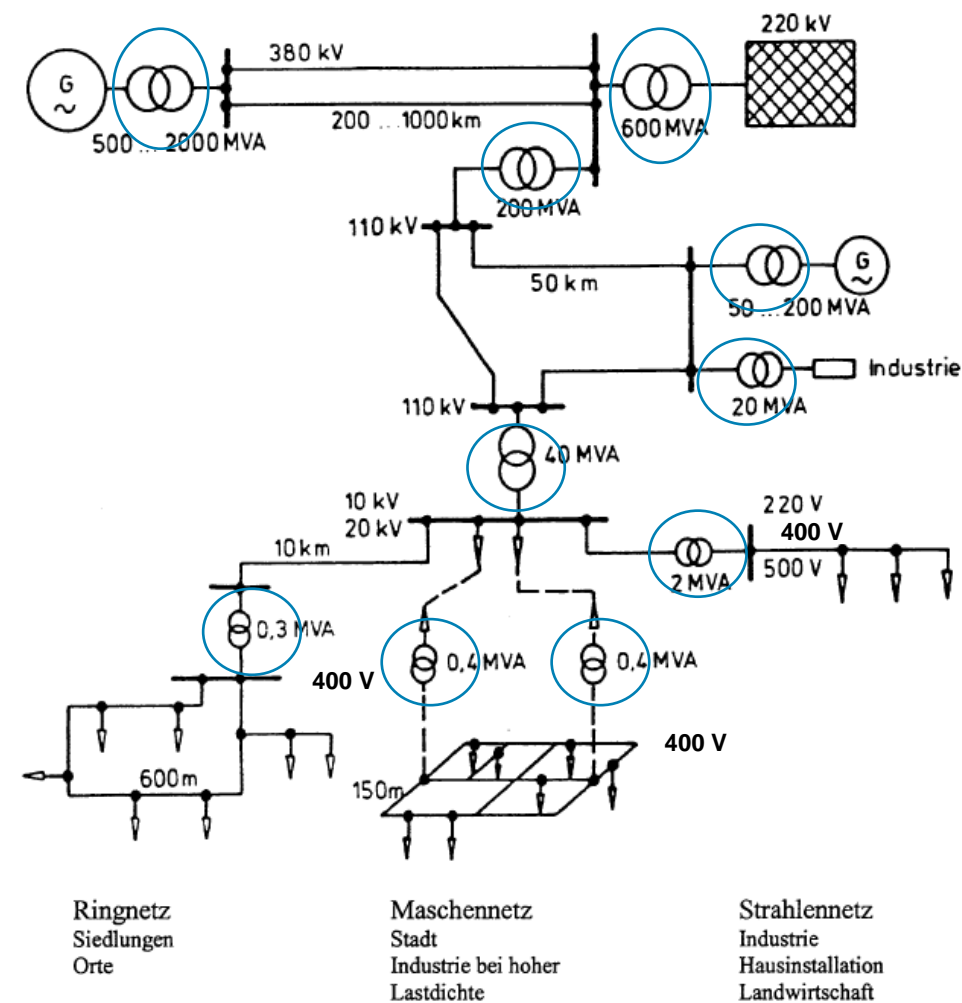 220 kV
380 kV
G
~
200 ... 1000 km
500 ... 2000 MVA
600 MVA
200 MVA
110 kV
G
~
50 km
50 ... 200 MVA
Industrie
110 kV
20 MVA
40 MVA
10 kV
20 kV
220 V
400 V
500 V
10 km
2 MVA
0,3 MVA
0,4 MVA
0,4 MVA
400 V
400 V
600 m
150 m
Ringnetz
Siedlungen
Orte
Maschennetz
Stadt
Industrie bei hoher
Lastdichte
Strahlennetz
Industrie
Hausinstallation
Landwirtschaft